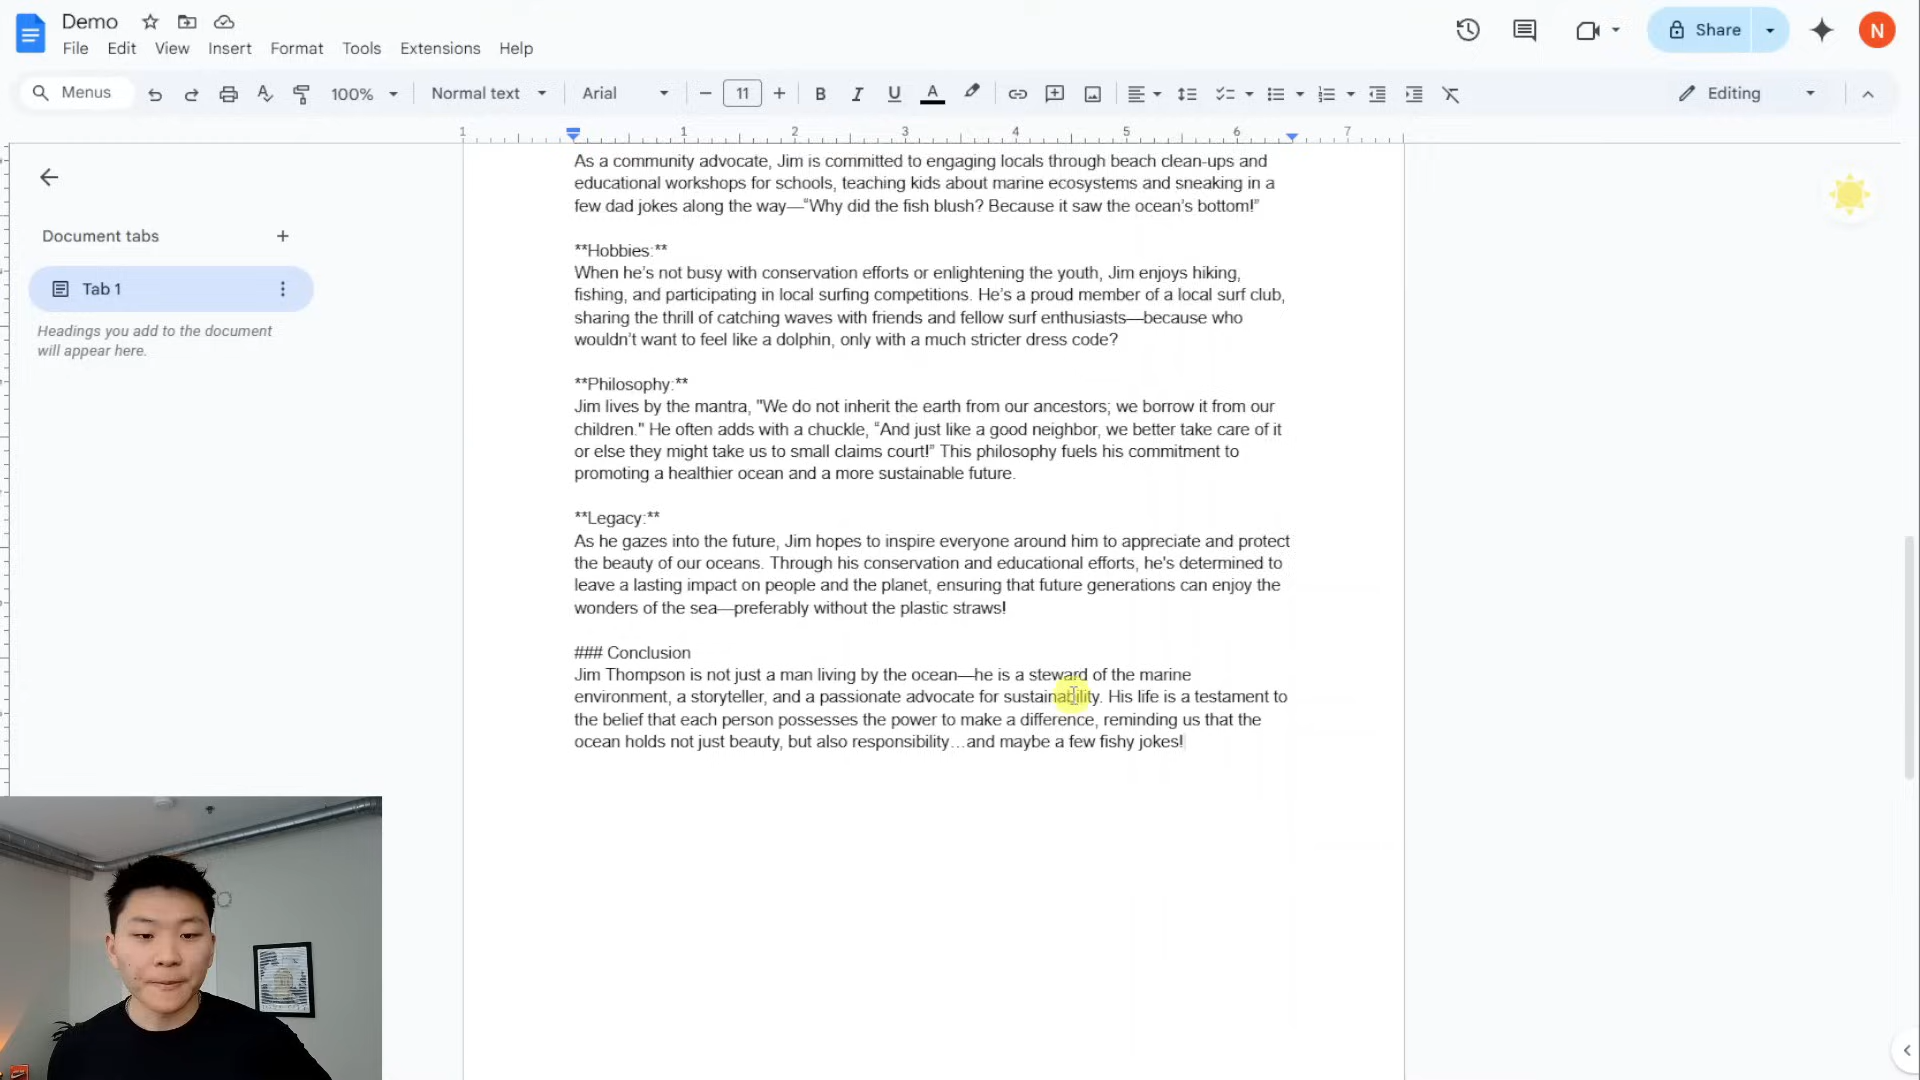 Demo
File Edit View Insert Format Tools Extensions Help
Share
N
Menus
100%
Normal text
Arial
11
B I U A
Editing
1 1 2 3 4 5 6 7
Document tabs
Tab 1
Headings you add to the document
will appear here.
As a community advocate, Jim is committed to engaging locals through beach clean-ups and
educational workshops for schools, teaching kids about marine ecosystems and sneaking in a
few dad jokes along the way—“Why did the fish blush? Because it saw the ocean’s bottom!”
**Hobbies:**
When he’s not busy with conservation efforts or enlightening the youth, Jim enjoys hiking,
fishing, and participating in local surfing competitions. He’s a proud member of a local surf club,
sharing the thrill of catching waves with friends and fellow surf enthusiasts—because who
wouldn’t want to feel like a dolphin, only with a much stricter dress code?
**Philosophy:**
Jim lives by the mantra, "We do not inherit the earth from our ancestors; we borrow it from our
children." He often adds with a chuckle, “And just like a good neighbor, we better take care of it
or else they might take us to small claims court!” This philosophy fuels his commitment to
promoting a healthier ocean and a more sustainable future.
**Legacy:**
As he gazes into the future, Jim hopes to inspire everyone around him to appreciate and protect
the beauty of our oceans. Through his conservation and educational efforts, he's determined to
leave a lasting impact on people and the planet, ensuring that future generations can enjoy the
wonders of the sea—preferably without the plastic straws!
### Conclusion
Jim Thompson is not just a man living by the ocean—he is a steward of the marine
environment, a storyteller, and a passionate advocate for sustainability. His life is a testament to
the belief that each person possesses the power to make a difference, reminding us that the
ocean holds not just beauty, but also responsibility…and maybe a few fishy jokes!